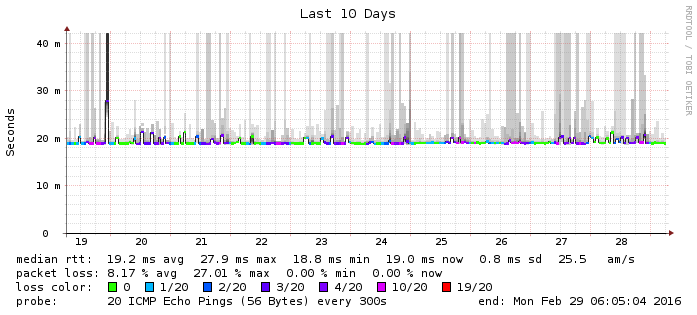 Last 10 Days
RRDTOOL / TOBI OETIKER
Seconds
40 m
30 m
20 m
10 m
0
19 20 21 22 23 24 25 26 27 28
median rtt: 19.2 ms avg 27.9 ms max 18.8 ms min 19.0 ms now 0.8 ms sd 25.5 am/s
packet loss: 8.17 % avg 27.01 % max 0.00 % min 0.00 % now
loss color: 0 1/20 2/20 3/20 4/20 10/20 19/20
probe: 20 ICMP Echo Pings (56 Bytes) every 300s end: Mon Feb 29 06:05:04 2016